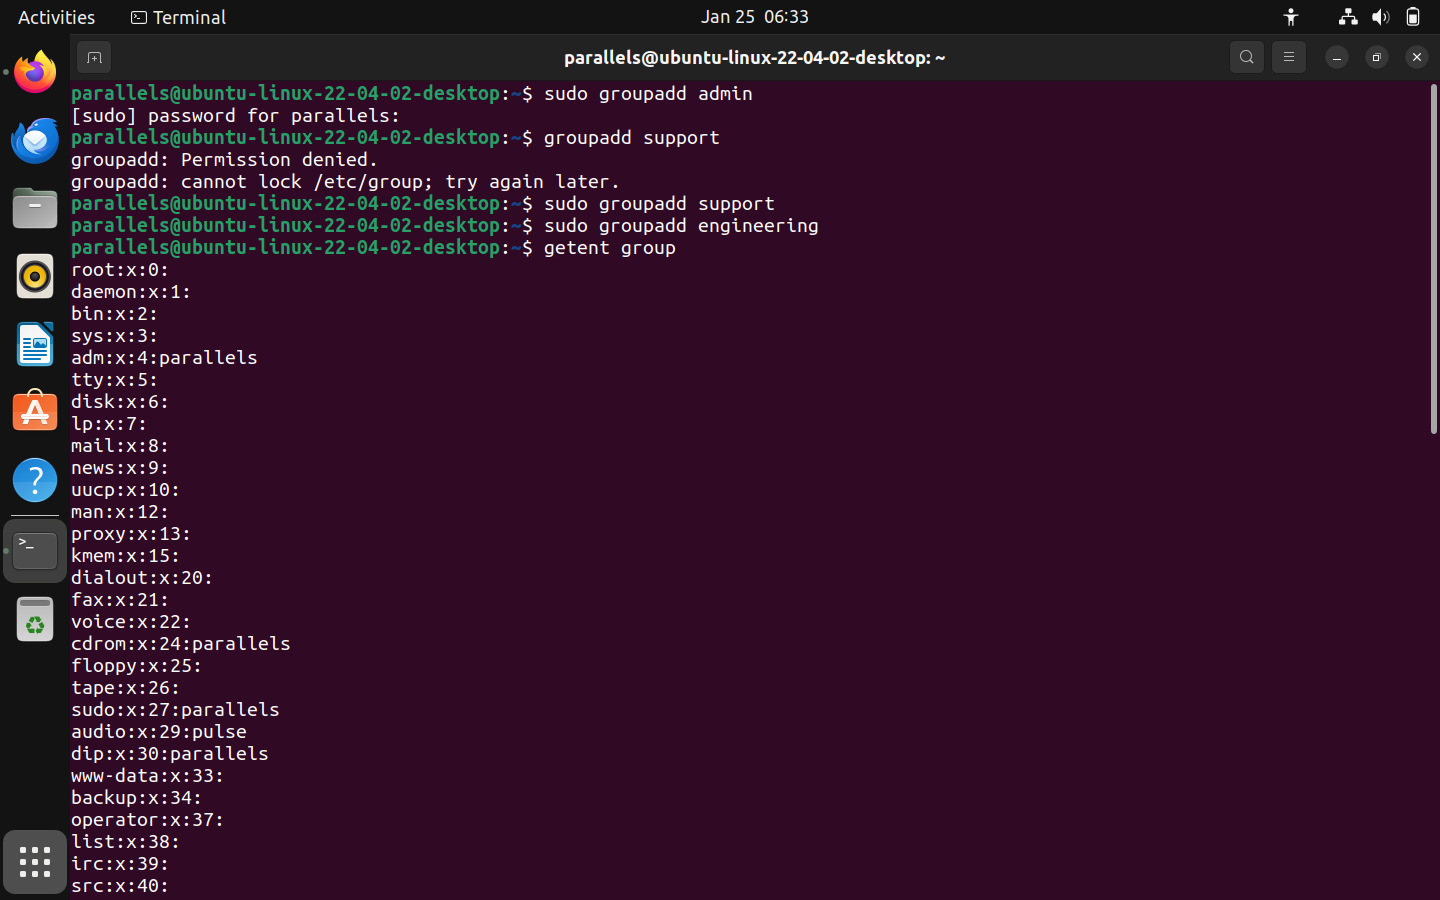 Activities
Terminal
Jan 25 06:33
parallels@ubuntu-linux-22-04-02-desktop: ~
parallels@ubuntu-linux-22-04-02-desktop:~$ sudo groupadd admin
[sudo] password for parallels:
parallels@ubuntu-linux-22-04-02-desktop:~$ groupadd support
groupadd: Permission denied.
groupadd: cannot lock /etc/group; try again later.
parallels@ubuntu-linux-22-04-02-desktop:~$ sudo groupadd support
parallels@ubuntu-linux-22-04-02-desktop:~$ sudo groupadd engineering
parallels@ubuntu-linux-22-04-02-desktop:~$ getent group
root:x:0:
daemon:x:1:
bin:x:2:
sys:x:3:
adm:x:4:parallels
tty:x:5:
disk:x:6:
lp:x:7:
mail:x:8:
news:x:9:
uucp:x:10:
man:x:12:
proxy:x:13:
kmem:x:15:
dialout:x:20:
fax:x:21:
voice:x:22:
cdrom:x:24:parallels
floppy:x:25:
tape:x:26:
sudo:x:27:parallels
audio:x:29:pulse
dip:x:30:parallels
www-data:x:33:
backup:x:34:
operator:x:37:
list:x:38:
irc:x:39:
src:x:40: